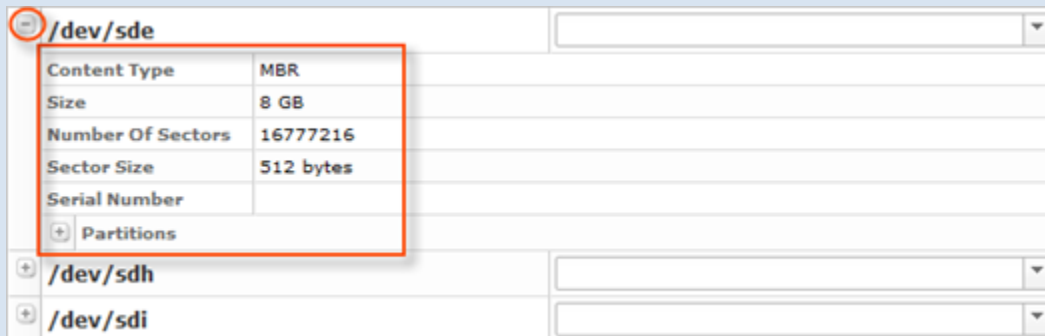 /dev/sde
Content Type MBR
Size 8 GB
Number Of Sectors 16777216
Sector Size 512 bytes
Serial Number
Partitions
/dev/sdh
/dev/sdi